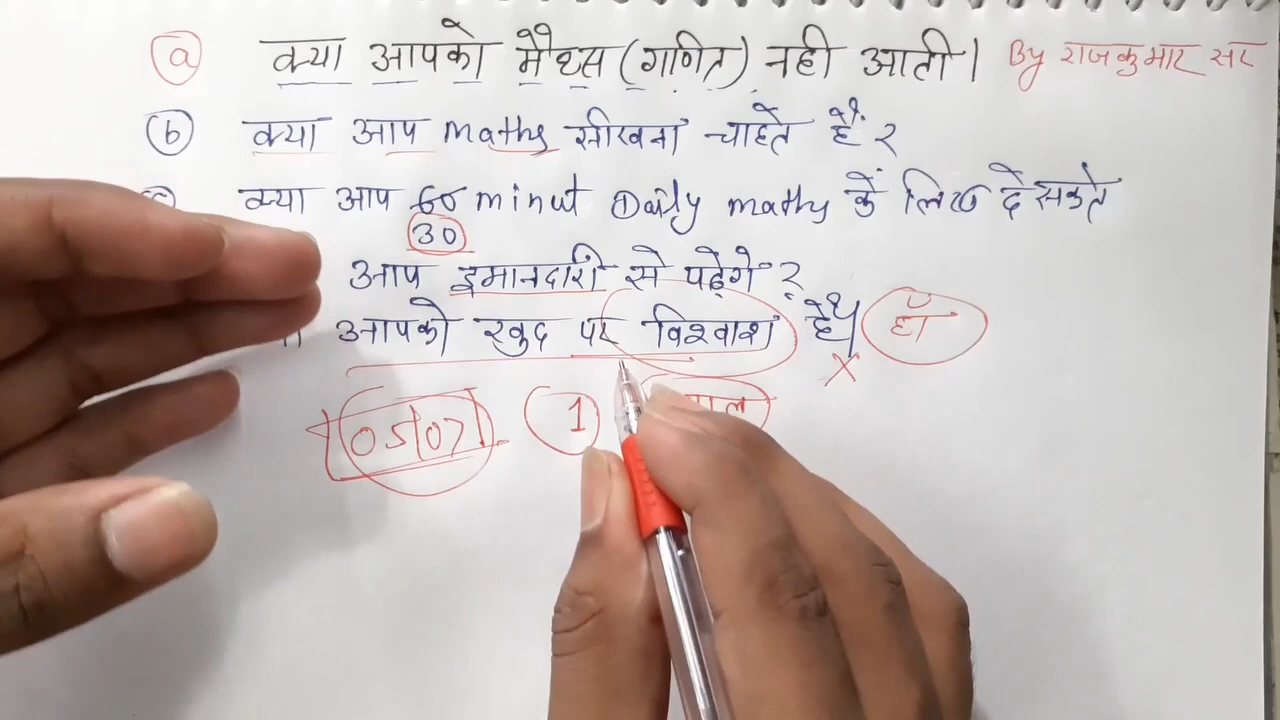 a क्या आपको मैथ्स (गणित) नही आती। By राजकुमार सर
b क्या आप maths सीखना चाहते हैं ?
क्या आप 60 minut Daily maths कें लिए दे सकते
30
आप इमानदारी से पढ़ेगे ?
आपको खुद पर विश्वाश है। हाँ
05/07 1